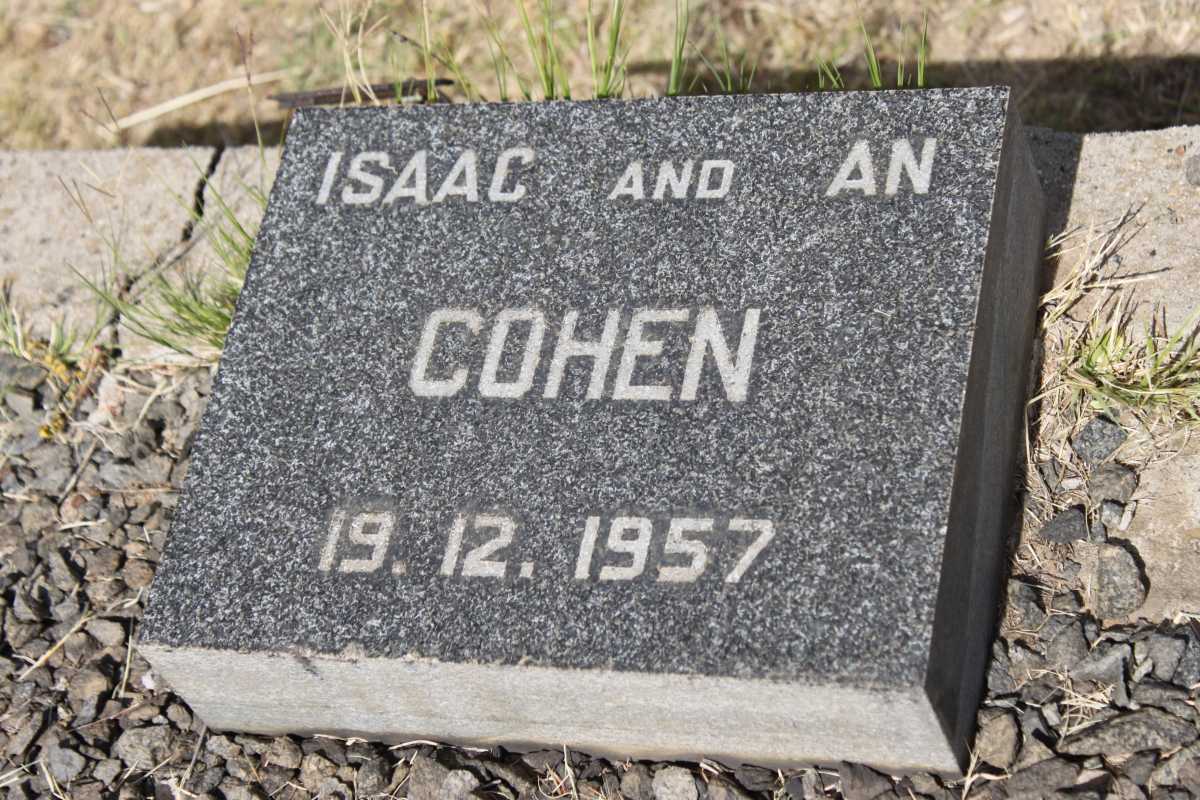 ISAAC AND AN
COHEN
19. 12. 1957